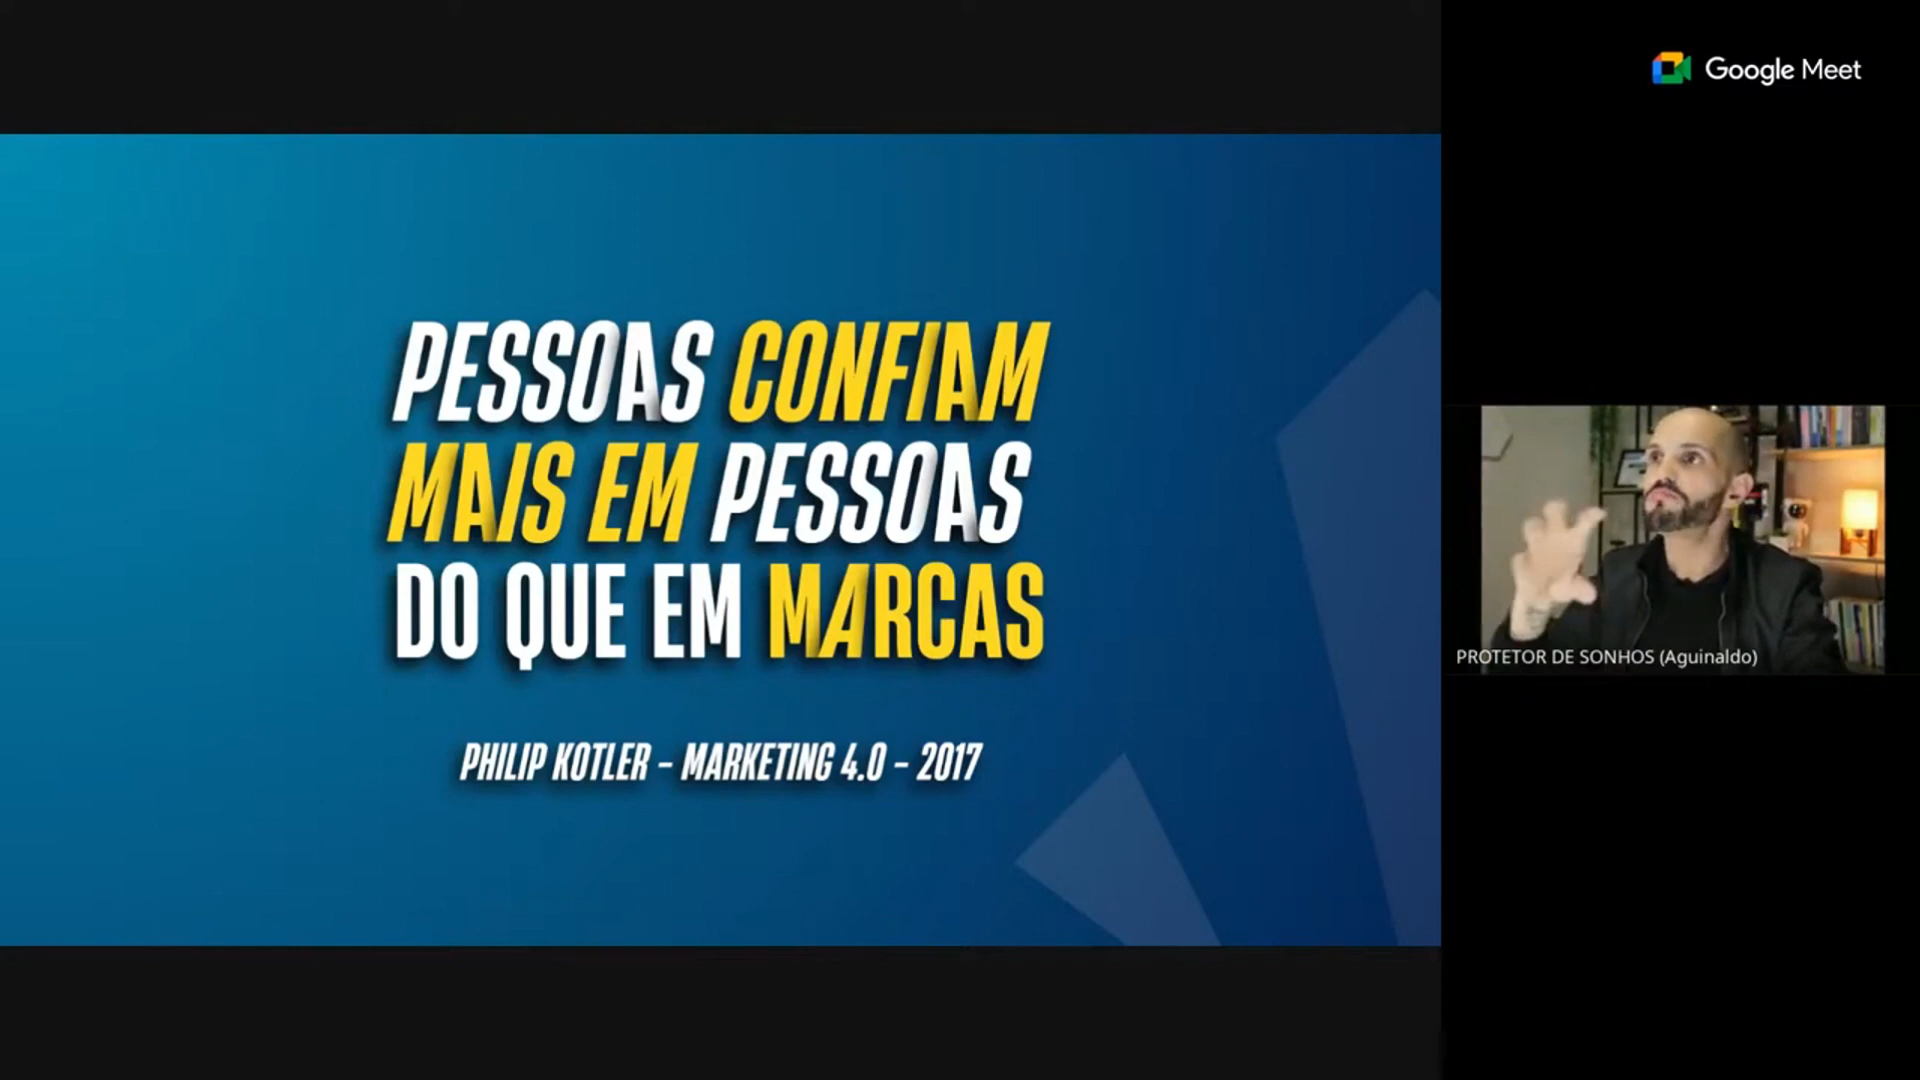 Google Meet
PESSOAS CONFIAM
MAIS EM PESSOAS
DO QUE EM MARCAS
PHILIP KOTLER – MARKETING 4.0 – 2017
PROTETOR DE SONHOS (Aguinaldo)